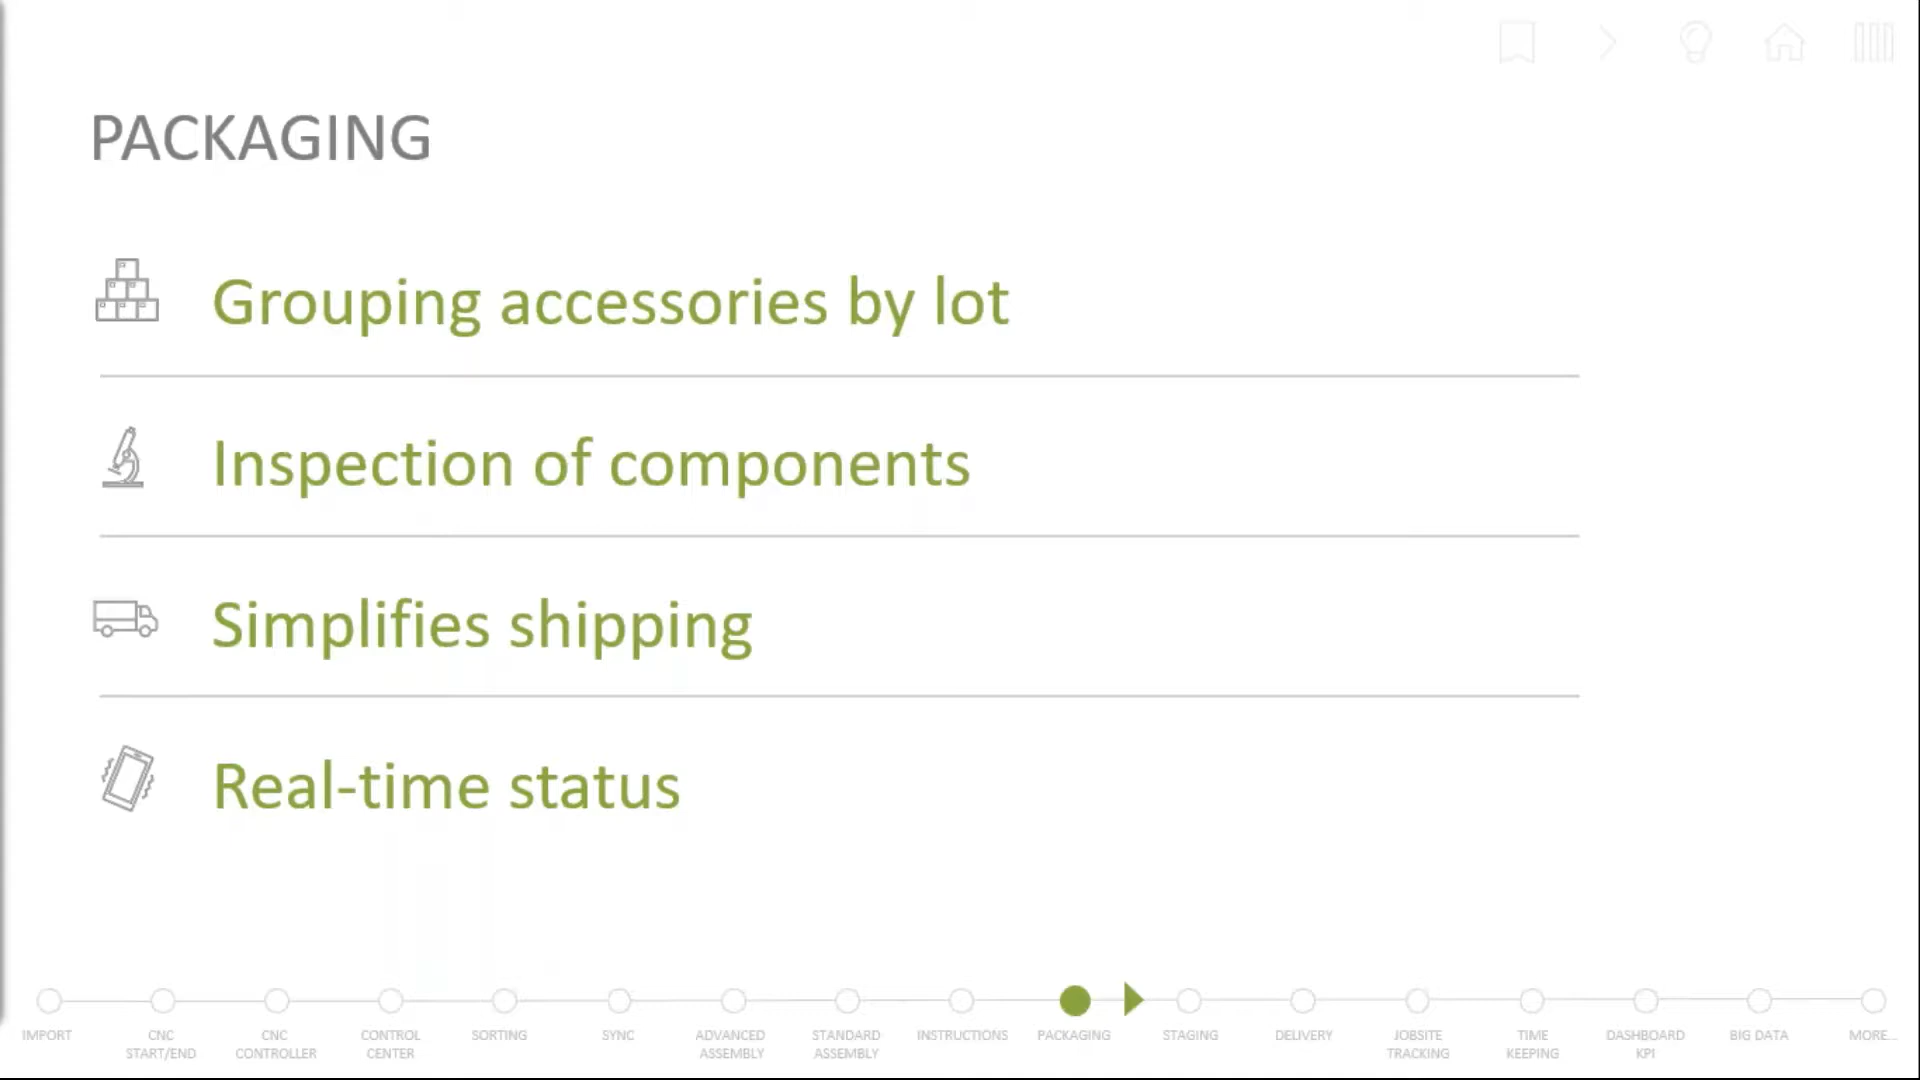 PACKAGING
Grouping accessories by lot
Inspection of components
Simplifies shipping
Real-time status
IMPORT
CNC
START/END
CNC
CONTROLLER
CONTROL
CENTER
SORTING
SYNC
ADVANCED
ASSEMBLY
STANDARD
ASSEMBLY
INSTRUCTIONS
PACKAGING
STAGING
DELIVERY
JOBSITE
TRACKING
TIME
KEEPING
DASHBOARD
KPI
BIG DATA
MORE...